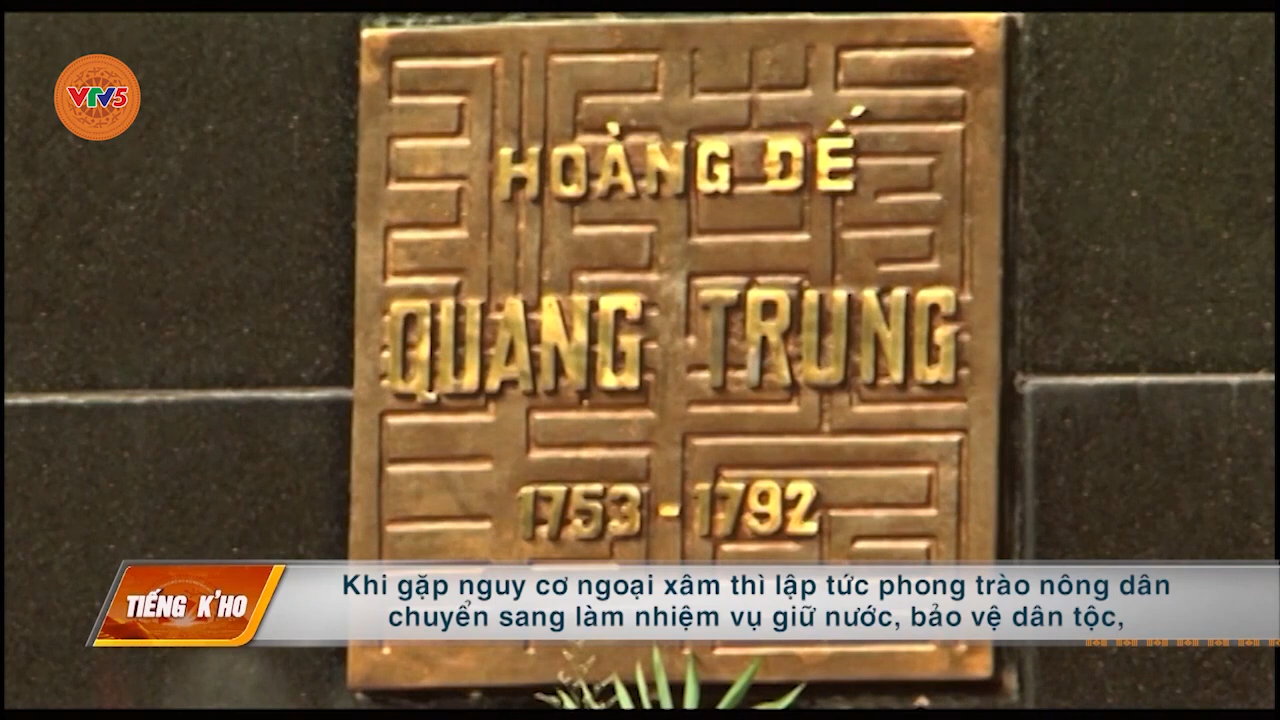 VTV5
HOÀNG ĐẾ
QUANG TRUNG
1753 - 1792
TIẾNG K'HO
Khi gặp nguy cơ ngoại xâm thì lập tức phong trào nông dân
chuyển sang làm nhiệm vụ giữ nước, bảo vệ dân tộc,